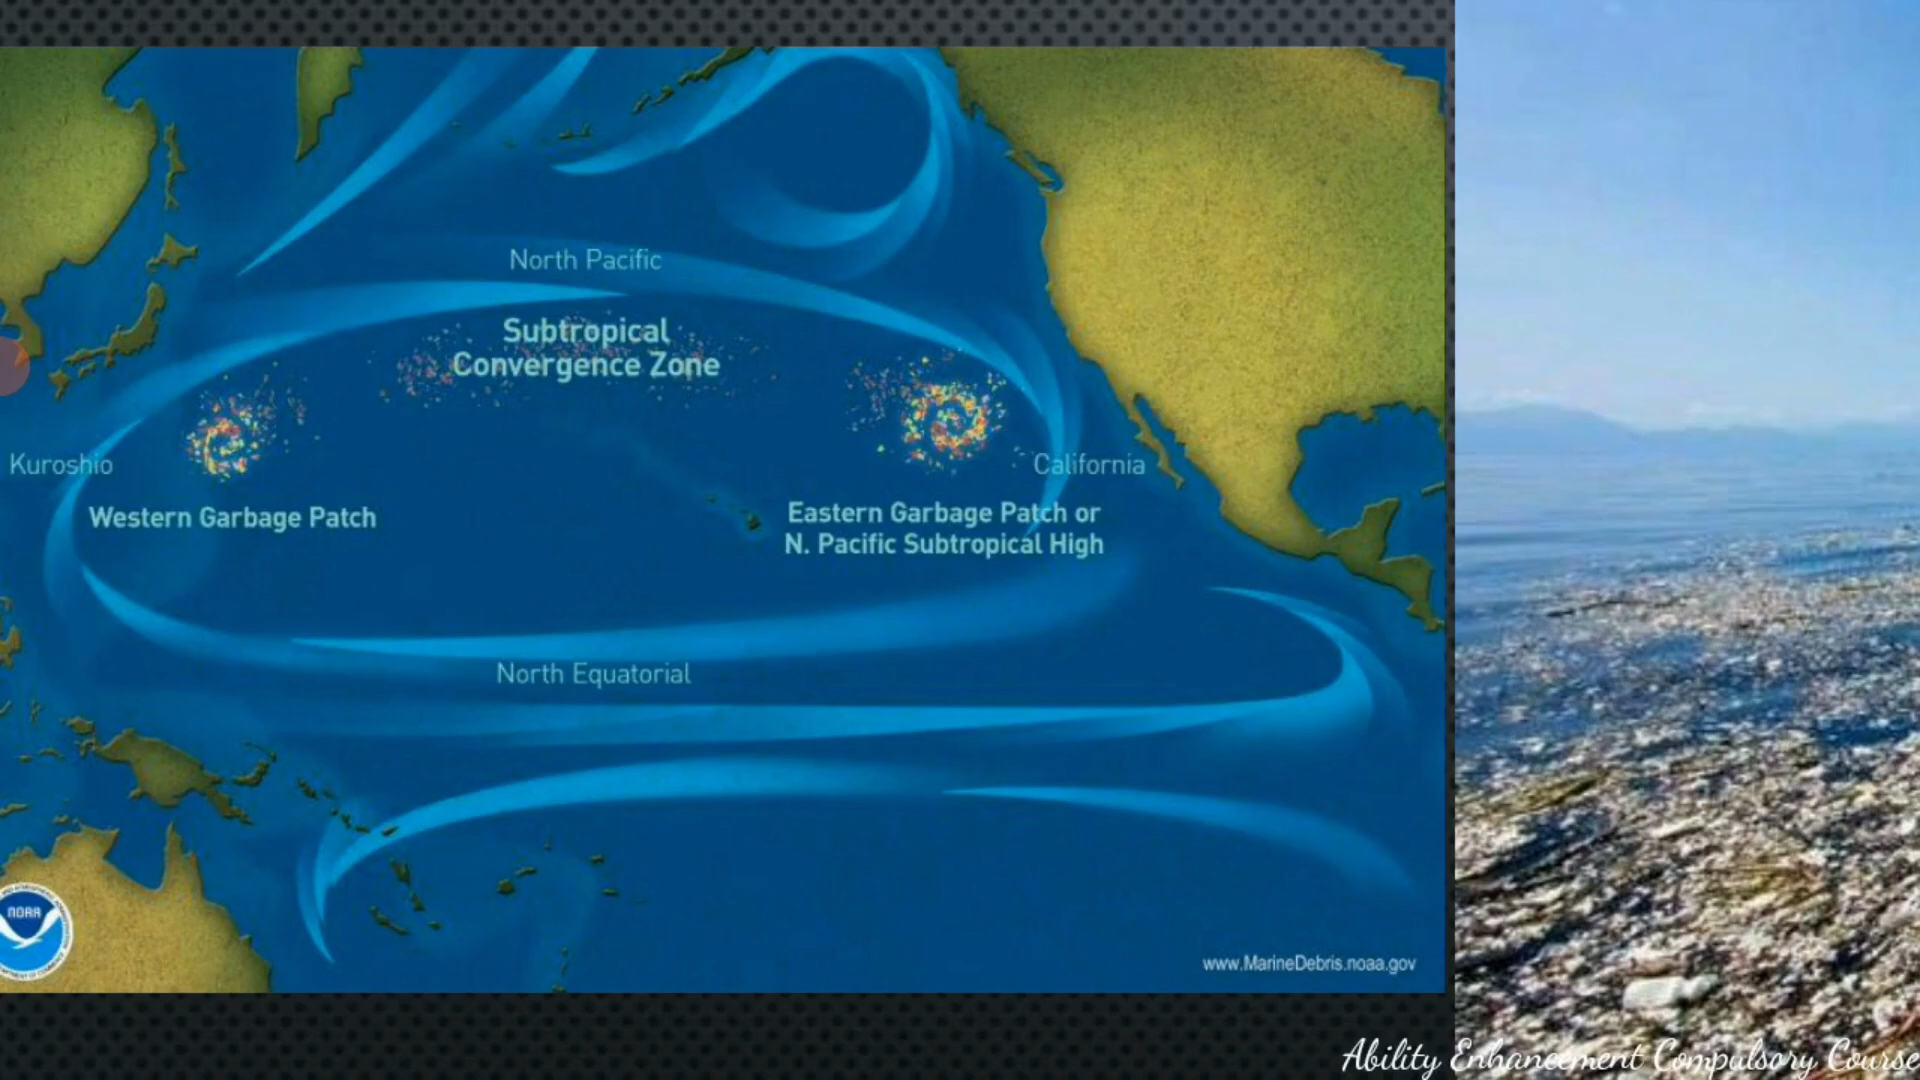 North Pacific
Subtropical
Convergence Zone
Kuroshio
California
Western Garbage Patch
Eastern Garbage Patch or
N. Pacific Subtropical High
North Equatorial
NOAA
www.MarineDebris.noaa.gov
Ability Enhancement Compulsory Course